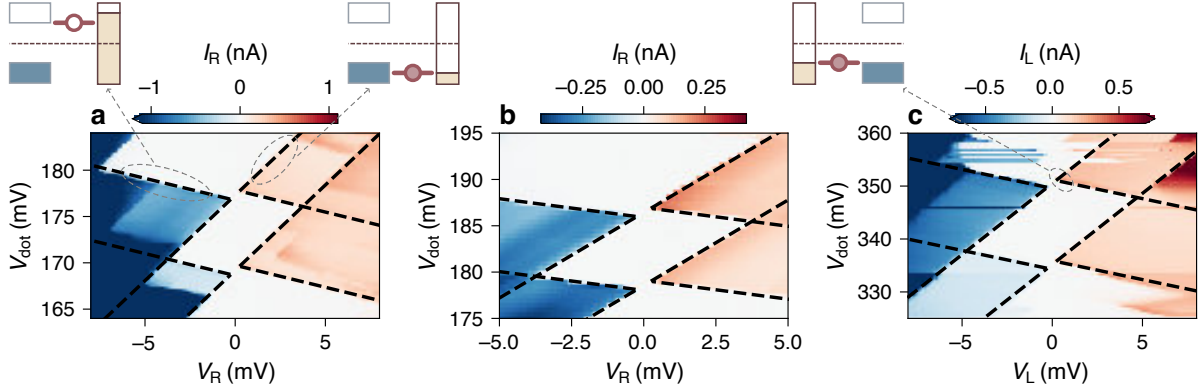 I_R (nA)
−1 0 1
I_R (nA)
−0.25 0.00 0.25
I_L (nA)
−0.5 0 0.5
a
b
c
V_dot (mV)
180
175
170
165
−5 0 5
V_R (mV)
V_dot (mV)
195
190
185
180
175
−5.0 −2.5 0.0 2.5 5.0
V_R (mV)
V_dot (mV)
360
350
340
330
−5 0 5
V_L (mV)